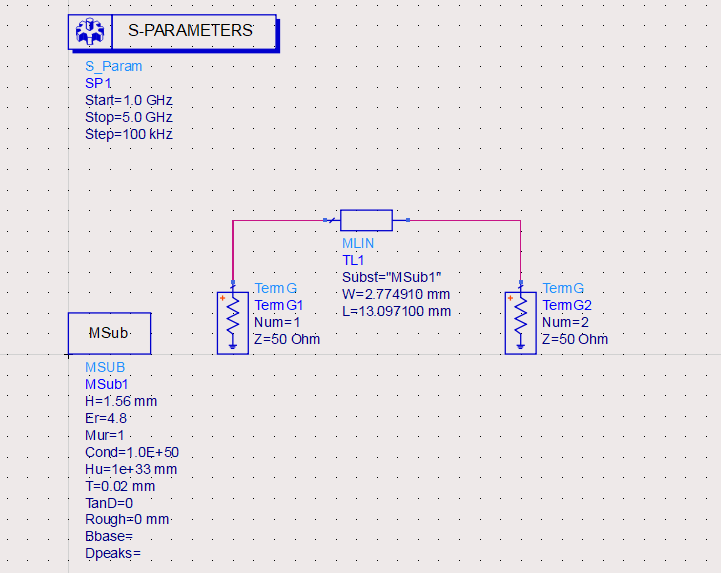 S-PARAMETERS
S_Param
SP1
Start=1.0 GHz
Stop=5.0 GHz
Step=100 kHz
MLIN
TL1
Subst="MSub1"
W=2.774910 mm
L=13.097100 mm
TermG
TermG1
Num=1
Z=50 Ohm
TermG
TermG2
Num=2
Z=50 Ohm
MSub
MSUB
MSub1
H=1.56 mm
Er=4.8
Mur=1
Cond=1.0E+50
Hu=1e+33 mm
T=0.02 mm
TanD=0
Rough=0 mm
Bbase=
Dpeaks=